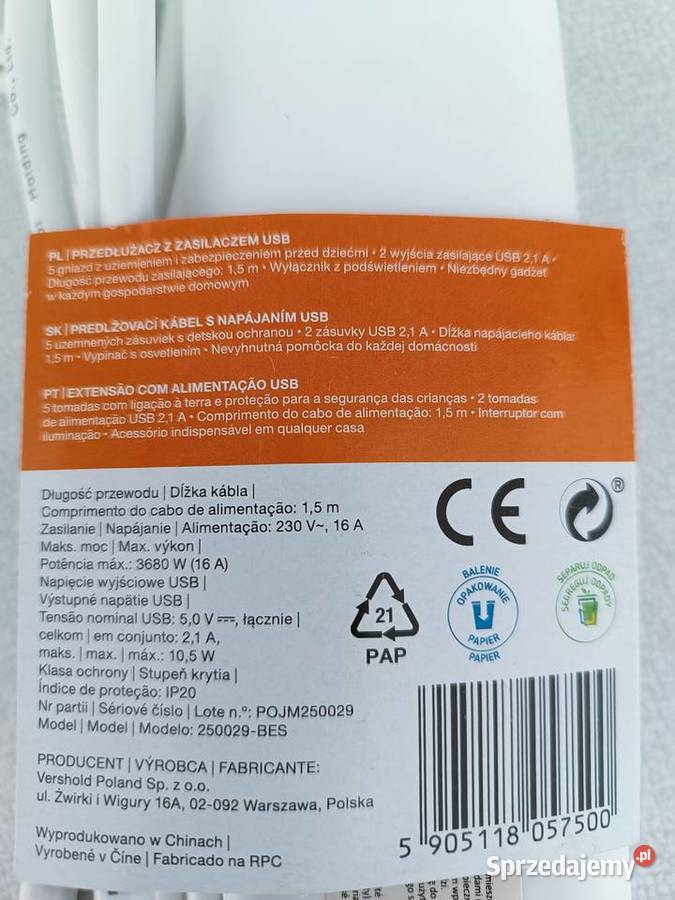 Holding Co
PL | PRZEDŁUŻACZ Z ZASILACZEM USB
5 gniazd z uziemieniem i zabezpieczeniem przed dziećmi • 2 wyjścia zasilające USB 2,1 A •
Długość przewodu zasilającego: 1,5 m • Wyłącznik z podświetleniem • Niezbędny gadżet
w każdym gospodarstwie domowym
SK | PREDLŽOVACÍ KÁBEL S NAPÁJANÍM USB
5 uzemnených zásuviek s detskou ochranou • 2 zásuvky USB 2,1 A • Dĺžka napájacieho kábla:
1,5 m • Vypínač s osvetlením • Nevyhnutná pomôcka do každej domácnosti
PT | EXTENSÃO COM ALIMENTAÇÃO USB
5 tomadas com ligação à terra e proteção para a segurança das crianças • 2 tomadas
de alimentação USB 2,1 A • Comprimento do cabo de alimentação: 1,5 m • Interruptor com
iluminação • Acessório indispensável em qualquer casa
Długość przewodu | Dĺžka kábla |
Comprimento do cabo de alimentação: 1,5 m
Zasilanie | Napájanie | Alimentação: 230 V~, 16 A
Maks. moc | Max. výkon |
Potência máx.: 3680 W (16 A)
Napięcie wyjściowe USB |
Výstupné napätie USB |
Tensão nominal USB: 5,0 V ⎓, łącznie |
celkom | em conjunto: 2,1 A,
maks. | max. | máx.: 10,5 W
Klasa ochrony | Stupeň krytia |
Índice de proteção: IP20
Nr partii | Sériové číslo | Lote n.º: POJM250029
Model | Model | Modelo: 250029-BES
PRODUCENT | VÝROBCA | FABRICANTE:
Vershold Poland Sp. z o.o.
ul. Żwirki i Wigury 16A, 02-092 Warszawa, Polska
Wyprodukowano w Chinach |
Vyrobené v Číne | Fabricado na RPC
CE
®
21
PAP
BALENIE
OPAKOWANIE
PAPIER
PAPIER
SEPARUJ ODPAD
SEGREGUJ ODPADY
5 905118 057500
Sprzedajemy.pl